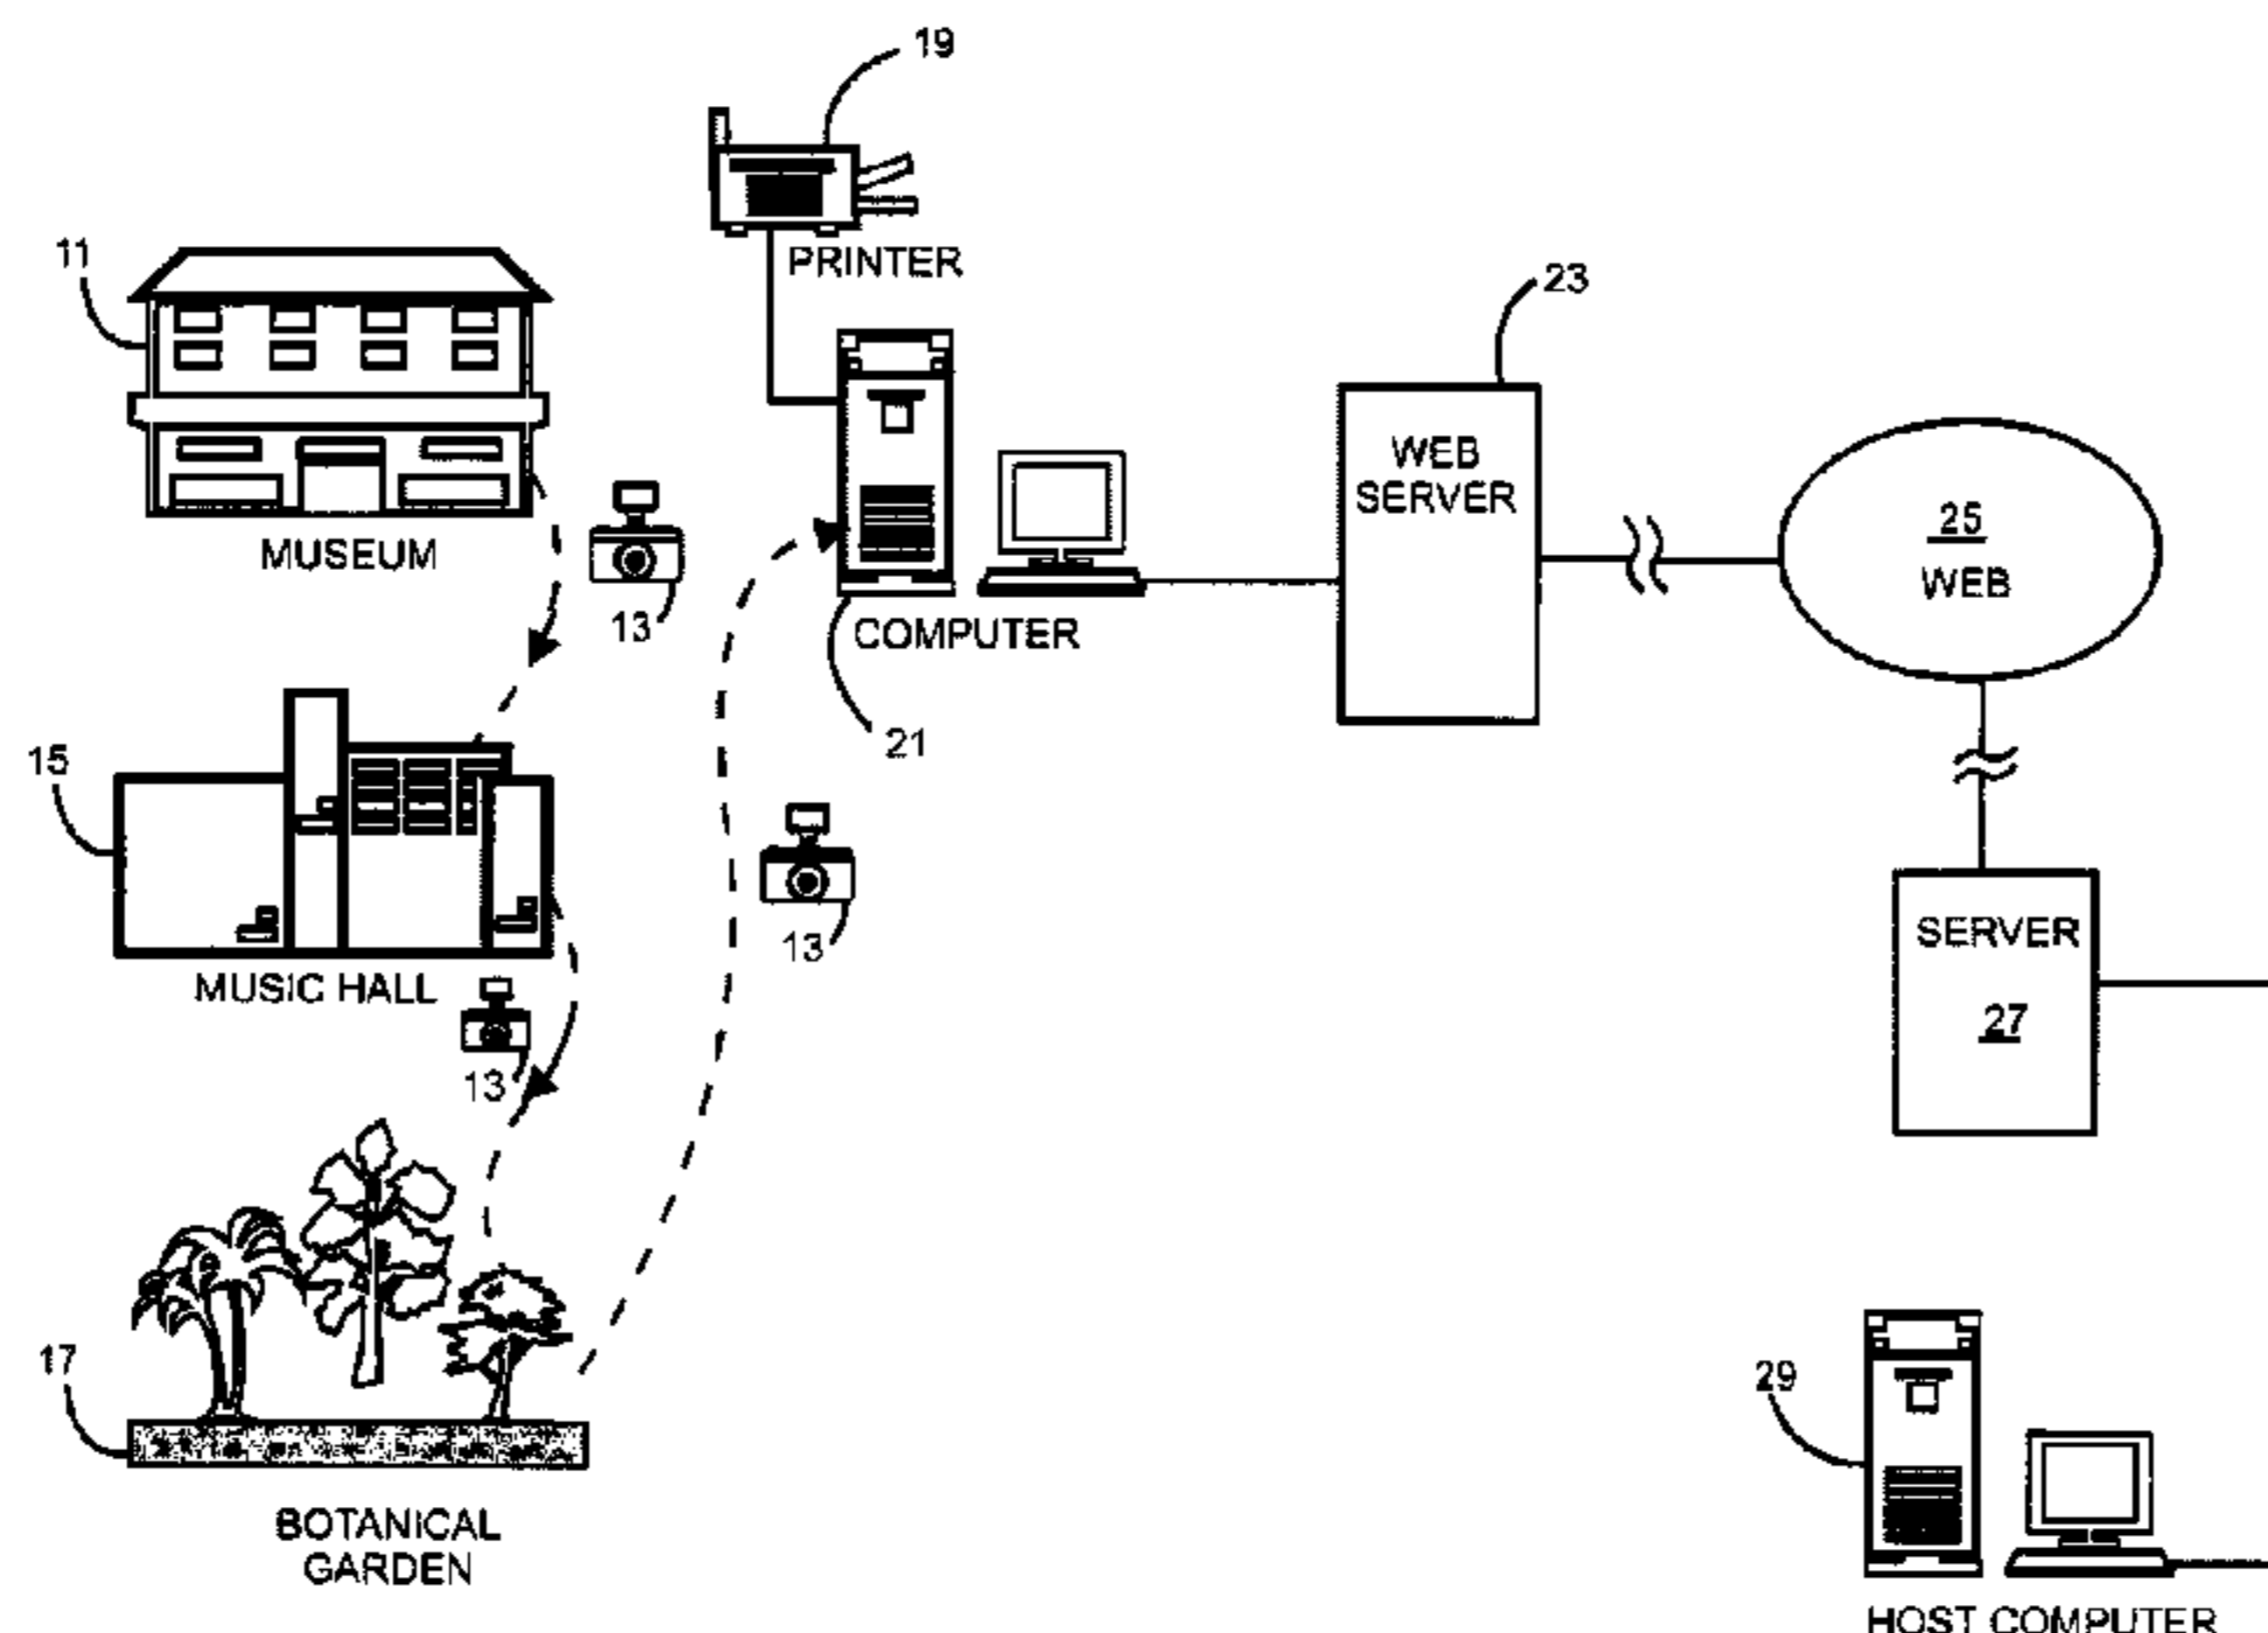 19
PRINTER
11
MUSEUM
13
COMPUTER
21
23
WEB
SERVER
25
WEB
15
MUSIC HALL
13
13
SERVER
27
17
BOTANICAL
GARDEN
29
HOST COMPUTER